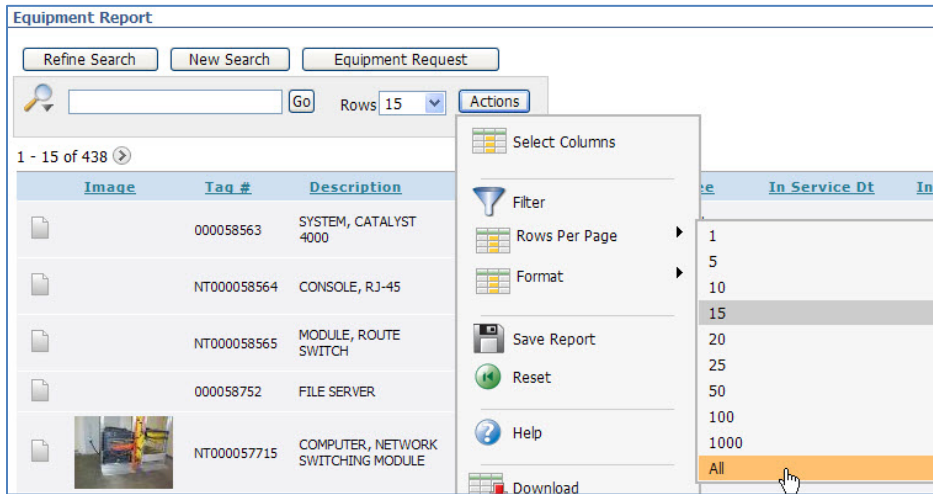 Equipment Report
Refine Search New Search Equipment Request
Go Rows 15 Actions
1 - 15 of 438
Image Tag # Description In Service Dt
000058563 SYSTEM, CATALYST
4000
NT000058564 CONSOLE, RJ-45
NT000058565 MODULE, ROUTE
SWITCH
000058752 FILE SERVER
NT000057715 COMPUTER, NETWORK
SWITCHING MODULE
Select Columns
Filter
Rows Per Page
Format
Save Report
Reset
Help
Download
1
5
10
15
20
25
50
100
1000
All